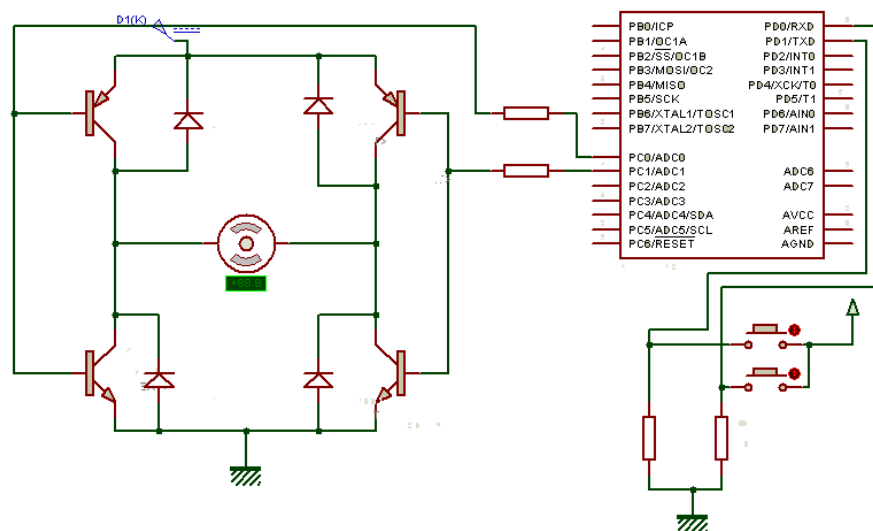 D1(K)
+88.8
PB0/ICP
PB1/OC1A
PB2/SS/OC1B
PB3/MOSI/OC2
PB4/MISO
PB5/SCK
PB6/XTAL1/TOSC1
PB7/XTAL2/TOSC2
PC0/ADC0
PC1/ADC1
PC2/ADC2
PC3/ADC3
PC4/ADC4/SDA
PC5/ADC5/SCL
PC6/RESET
PD0/RXD
PD1/TXD
PD2/INT0
PD3/INT1
PD4/XCK/T0
PD5/T1
PD6/AIN0
PD7/AIN1
ADC6
ADC7
AVCC
AREF
AGND